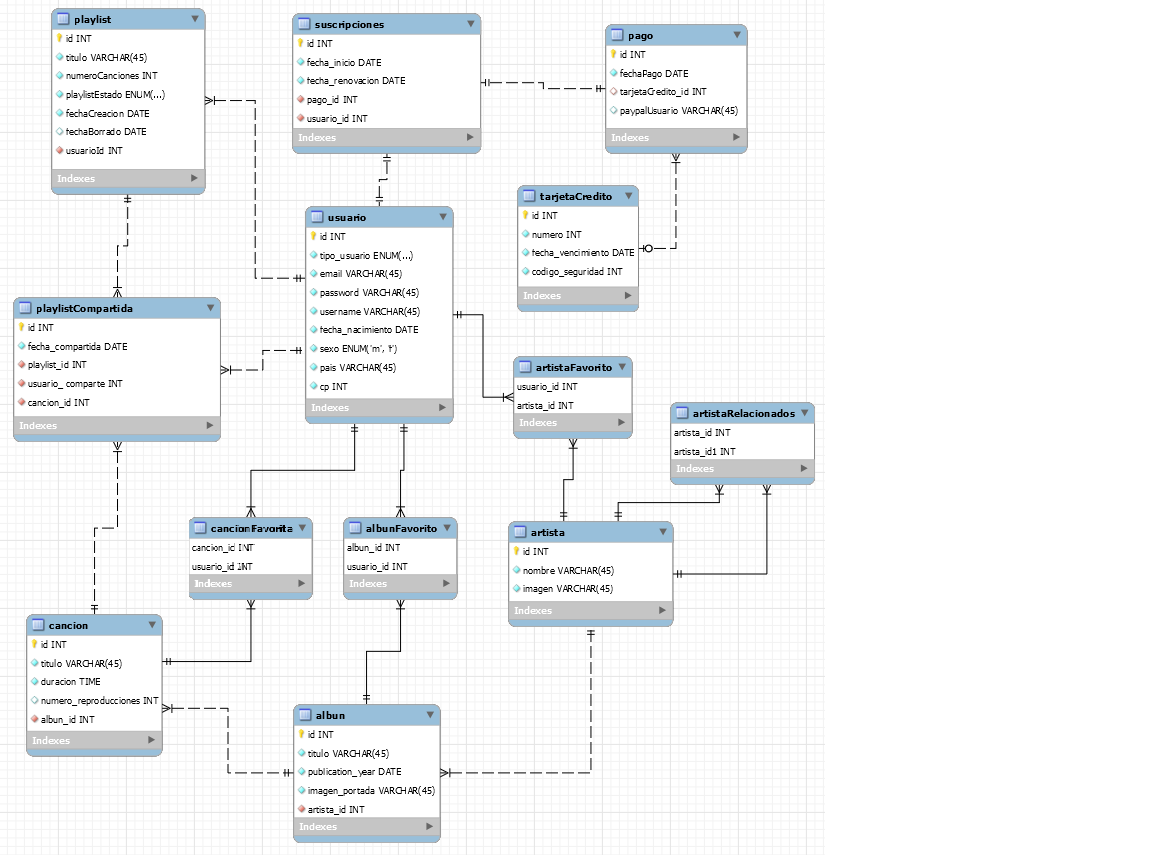 playlist
id INT
titulo VARCHAR(45)
numeroCanciones INT
playlistEstado ENUM(...)
fechaCreacion DATE
fechaBorrado DATE
usuarioId INT
Indexes
suscripciones
id INT
fecha_inicio DATE
fecha_renovacion DATE
pago_id INT
usuario_id INT
Indexes
pago
id INT
fechaPago DATE
tarjetaCredito_id INT
paypalUsuario VARCHAR(45)
Indexes
tarjetaCredito
id INT
numero INT
fecha_vencimiento DATE
codigo_seguridad INT
Indexes
usuario
id INT
tipo_usuario ENUM(...)
email VARCHAR(45)
password VARCHAR(45)
username VARCHAR(45)
fecha_nacimiento DATE
sexo ENUM('m', 'f')
pais VARCHAR(45)
cp INT
Indexes
playlistCompartida
id INT
fecha_compartida DATE
playlist_id INT
usuario_ comparte INT
cancion_id INT
Indexes
artistaFavorito
usuario_id INT
artista_id INT
Indexes
artistaRelacionados
artista_id INT
artista_id1 INT
Indexes
cancionFavorita
cancion_id INT
usuario_id INT
Indexes
albunFavorito
albun_id INT
usuario_id INT
Indexes
artista
id INT
nombre VARCHAR(45)
imagen VARCHAR(45)
Indexes
cancion
id INT
titulo VARCHAR(45)
duracion TIME
numero_reproducciones INT
albun_id INT
Indexes
albun
id INT
titulo VARCHAR(45)
publication_year DATE
imagen_portada VARCHAR(45)
artista_id INT
Indexes